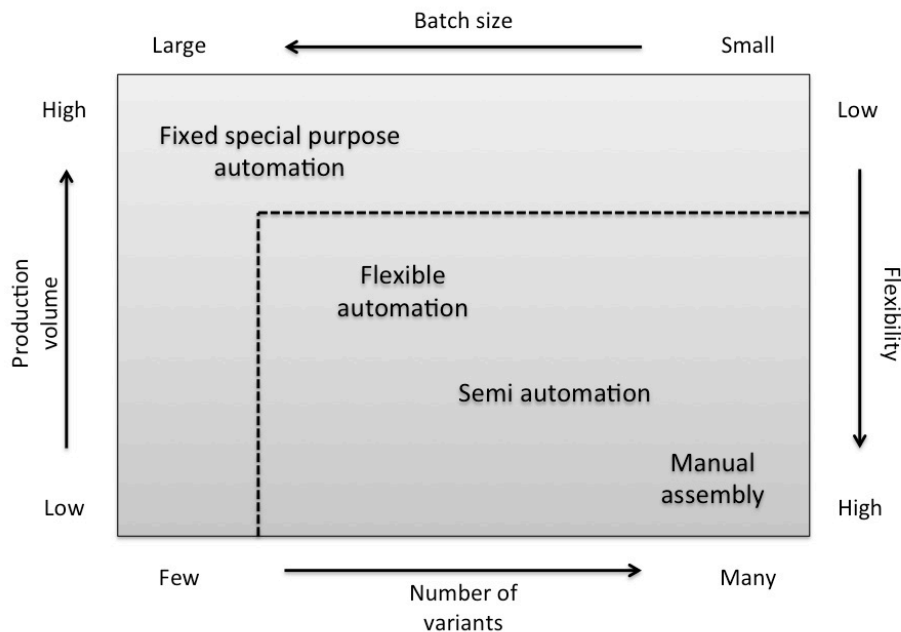 Batch size
Large
Small
High
Low
Fixed special purpose
automation
Flexible
automation
Production
volume
Flexibility
Semi automation
Manual
assembly
Low
High
Few
Many
Number of
variants